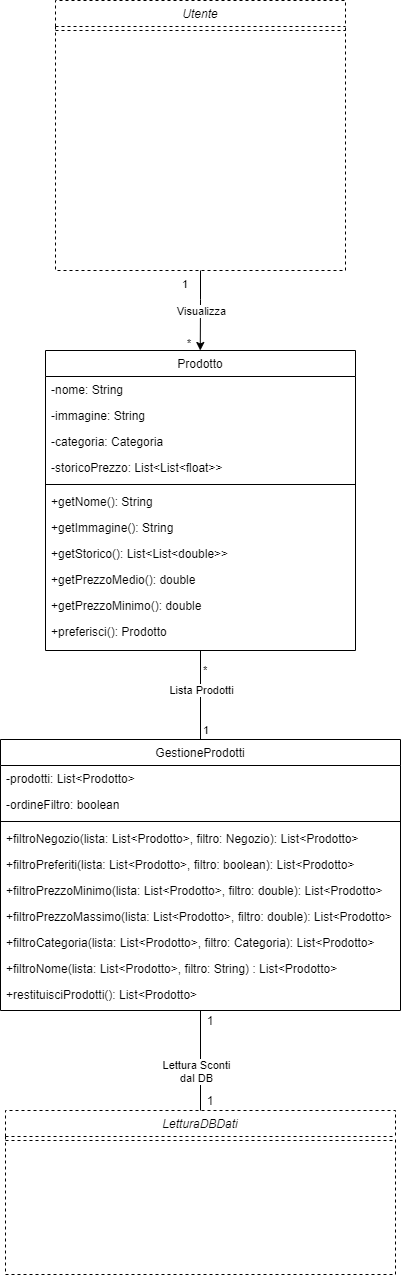 Utente
1
Visualizza
*
Prodotto
-nome: String
-immagine: String
-categoria: Categoria
-storicoPrezzo: List<List<float>>
+getNome(): String
+getImmagine(): String
+getStorico(): List<List<double>>
+getPrezzoMedio(): double
+getPrezzoMinimo(): double
+preferisci(): Prodotto
*
Lista Prodotti
1
GestioneProdotti
-prodotti: List<Prodotto>
-ordineFiltro: boolean
+filtroNegozio(lista: List<Prodotto>, filtro: Negozio): List<Prodotto>
+filtroPreferiti(lista: List<Prodotto>, filtro: boolean): List<Prodotto>
+filtroPrezzoMinimo(lista: List<Prodotto>, filtro: double): List<Prodotto>
+filtroPrezzoMassimo(lista: List<Prodotto>, filtro: double): List<Prodotto>
+filtroCategoria(lista: List<Prodotto>, filtro: Categoria): List<Prodotto>
+filtroNome(lista: List<Prodotto>, filtro: String) : List<Prodotto>
+restituisciProdotti(): List<Prodotto>
1
Lettura Sconti
dal DB
1
LetturaDBDati